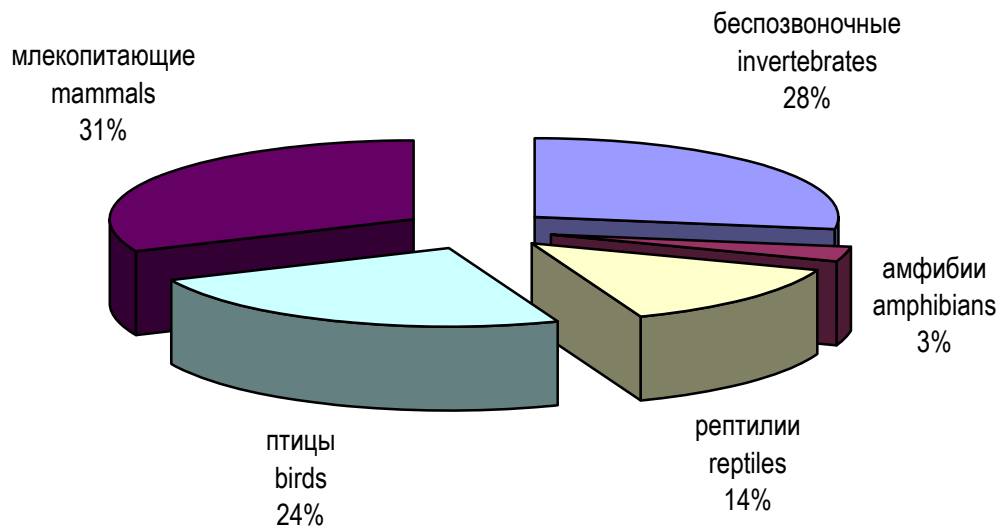 млекопитающие
mammals
31%
беспозвоночные
invertebrates
28%
амфибии
amphibians
3%
рептилии
reptiles
14%
птицы
birds
24%